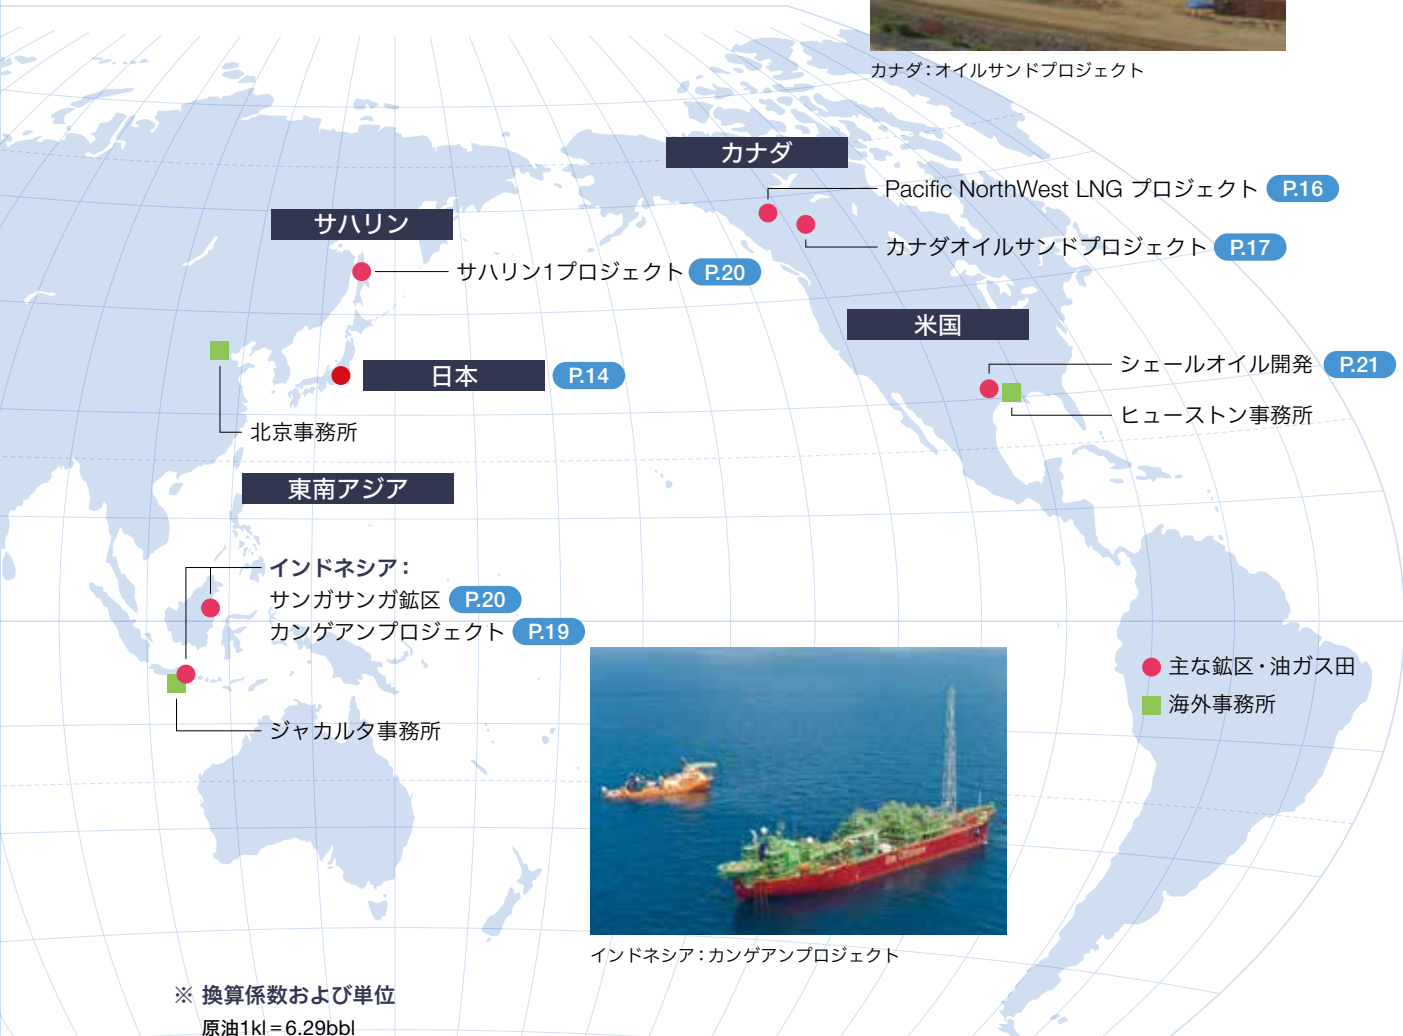 カナダ：オイルサンドプロジェクト
カナダ
Pacific NorthWest LNG プロジェクト P.16
カナダオイルサンドプロジェクト P.17
サハリン
サハリン1プロジェクト P.20
米国
シェールオイル開発 P.21
ヒューストン事務所
日本 P.14
北京事務所
東南アジア
インドネシア：
サンガサンガ鉱区 P.20
カンゲアンプロジェクト P.19
ジャカルタ事務所
主な鉱区・油ガス田
海外事務所
インドネシア：カンゲアンプロジェクト
※ 換算係数および単位
原油1kl＝6.29bbl